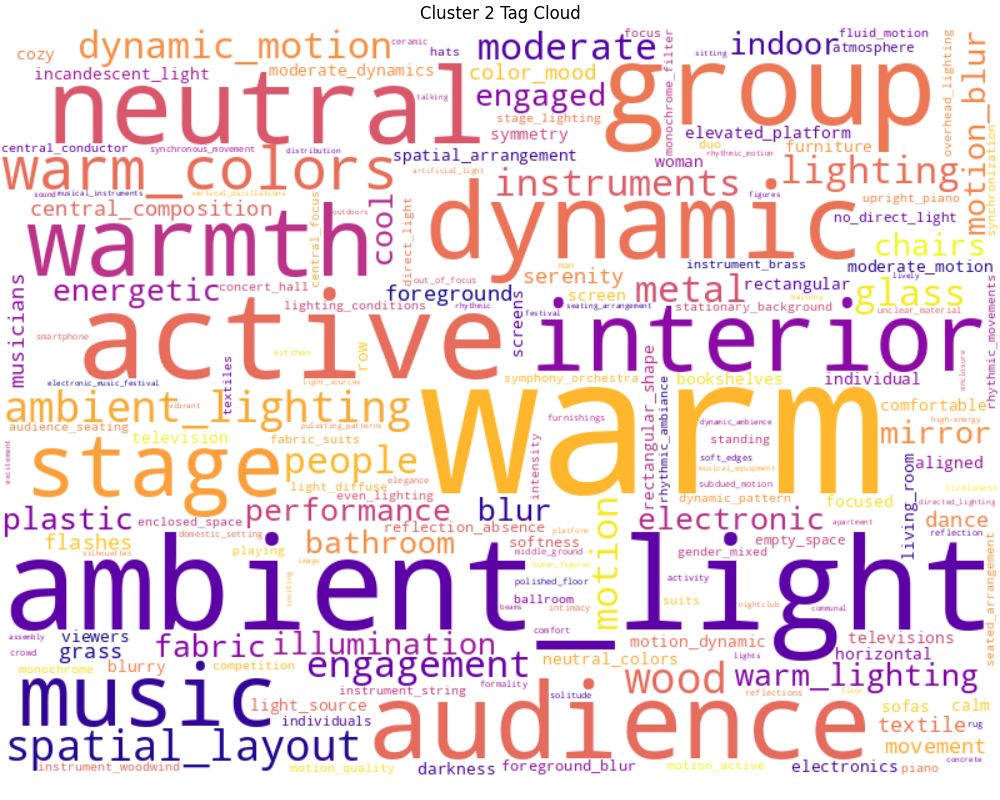 Cluster 2 Tag Cloud
cozy
dynamic_motion
ceramic
hats
moderate
focus
indoor
fluid_motion
atmosphere
incandescent_light
moderate_dynamics
talking
color_mood
engaged
stage_lighting
symmetry
group
monochrome_filter
sitting
overhead_lighting
motion_blur
neutral
central_conductor
synchronous_movement
distribution
spatial_arrangement
duo
rhythmic_motion
elevated_platform
furniture
woman
synchronization
warm_colors
sound
musical_instruments
vertical_oscillations
artificial_light
instruments
figures
lighting
upright_piano
central_composition
central_focus
outdoors
cool
direct_light
dynamic
no_direct_light
chairs
warmth
out_of_focus
man
serenity
instrument_brass
moderate_motion
lively
energetic
concert_hall
foreground
screens
screen
metal
rectangular
glass
musicians
lighting_conditions
rhythmic
festival
seating_arrangement
balcony
stationary_background
unclear_material
rhythmic_movements
smartphone
active
interior
electronic_music_festival
textiles
kitchen
light_sources
row
symphony_orchestra
rectangular_shape
rhythmic_ambiance
bookshelves
individual
enclosure
ambient_lighting
vibrant
pulsating_patterns
warm
furnishings
dynamic_ambience
comfortable
high-energy
audience_seating
television
fabric_suits
people
standing
mirror
excitement
stage
light_diffuse
elegance
intensity
soft_edges
musical_equipment
subdued_motion
living_room
aligned
even_lighting
dynamic_pattern
focused
liveliness
directed_lighting
plastic
enclosed_space
performance
blur
motion
electronic
apartment
dance
domestic_setting
reflection_absence
platform
empty_space
reflection
flashes
silhouettes
playing
image
bathroom
softness
middle_ground
human_figures
gender_mixed
seated_arrangement
inviting
polished_floor
activity
ambient_light
beams
ballroom
intimacy
suits
nightclub
communal
assembly
crowd
viewers
grass
fabric
illumination
comfort
motion_dynamic
lights
televisions
horizontal
monochrome
blurry
competition
engagement
neutral_colors
wood
reflections
warm_lighting
floor
music
instrument_string
formality
solitude
light_source
individuals
audience
sofas
calm
textile
rug
spatial_layout
movement
instrument_woodwind
motion_quality
darkness
foreground_blur
motion_active
electronics
piano
concrete